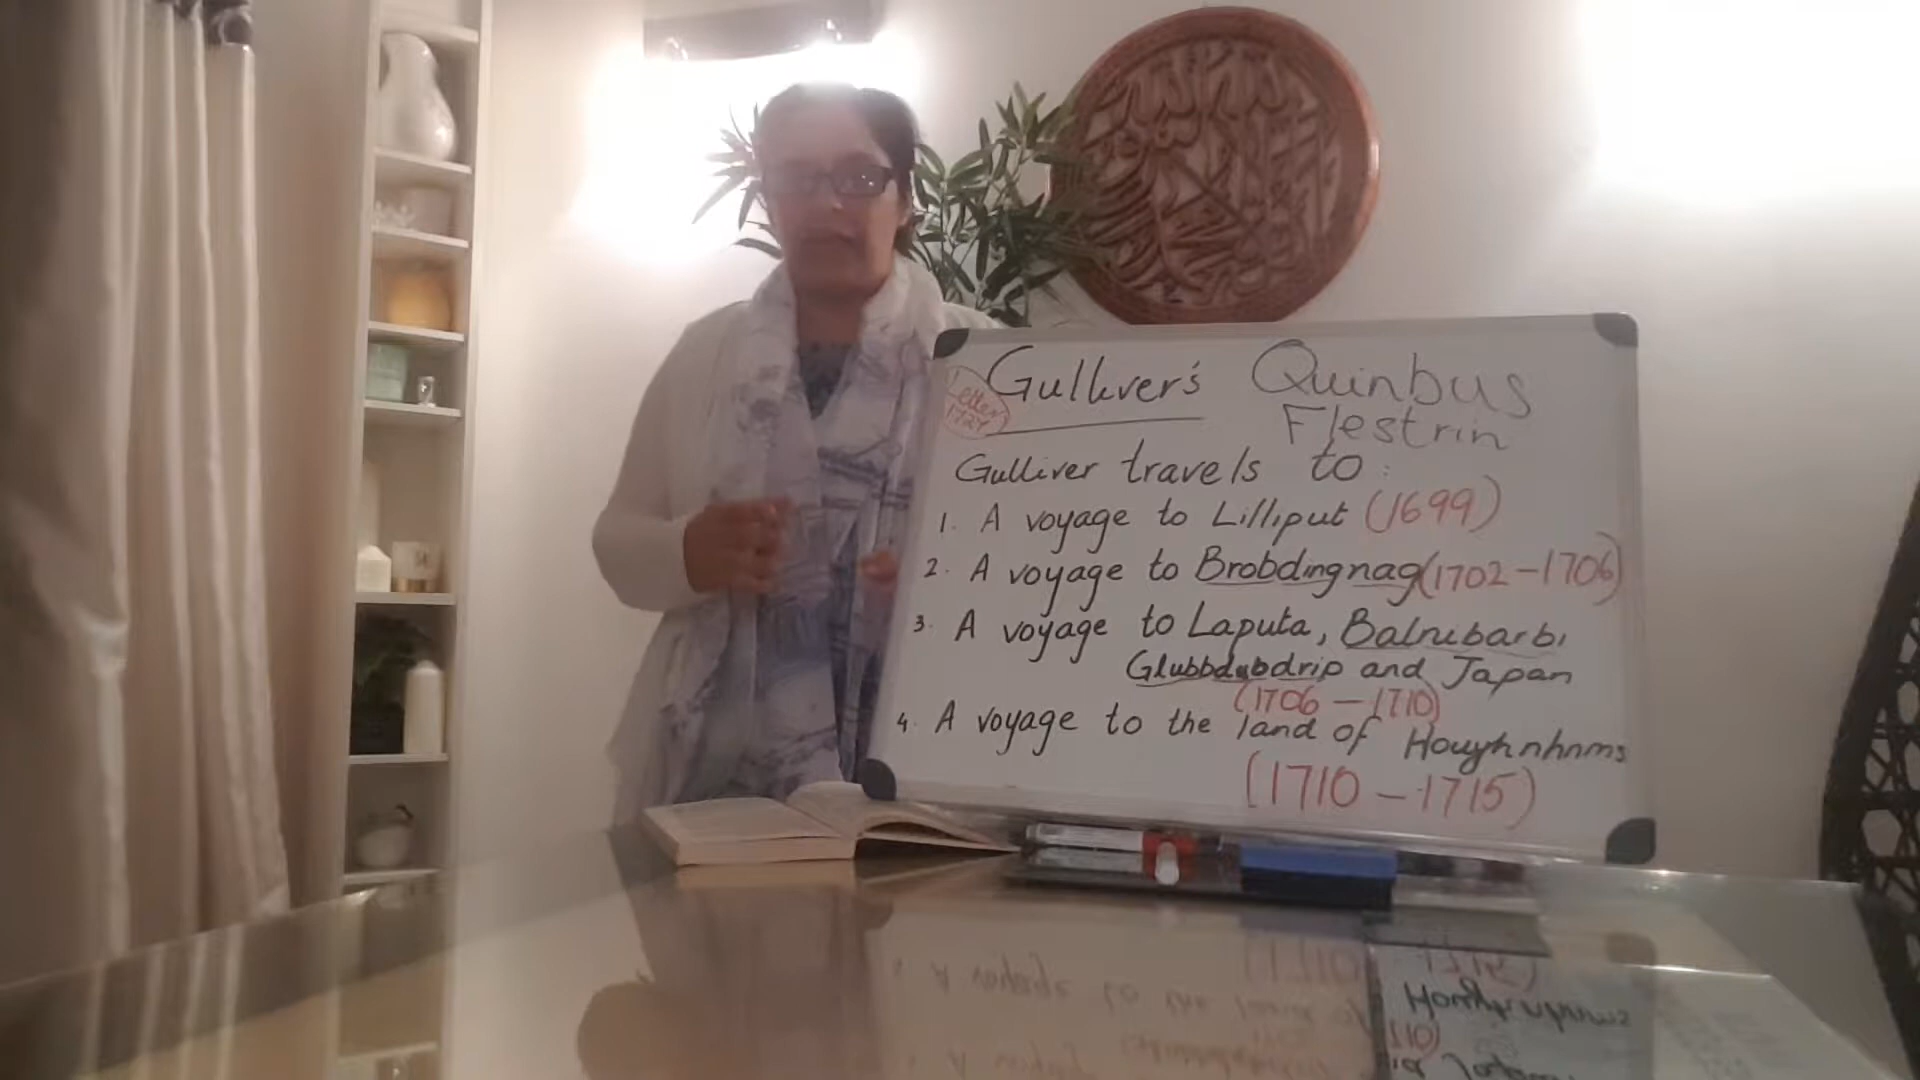 Gulliver's Quinbus
Flestrin
Letter
1727
Gulliver travels to :
1. A voyage to Lilliput (1699)
2. A voyage to Brobdingnag (1702 - 1706)
3. A voyage to Laputa, Balnibarbi
Glubbdubdrip and Japan
(1706 - 1710)
4. A voyage to the land of Houyhnhnms
(1710 - 1715)